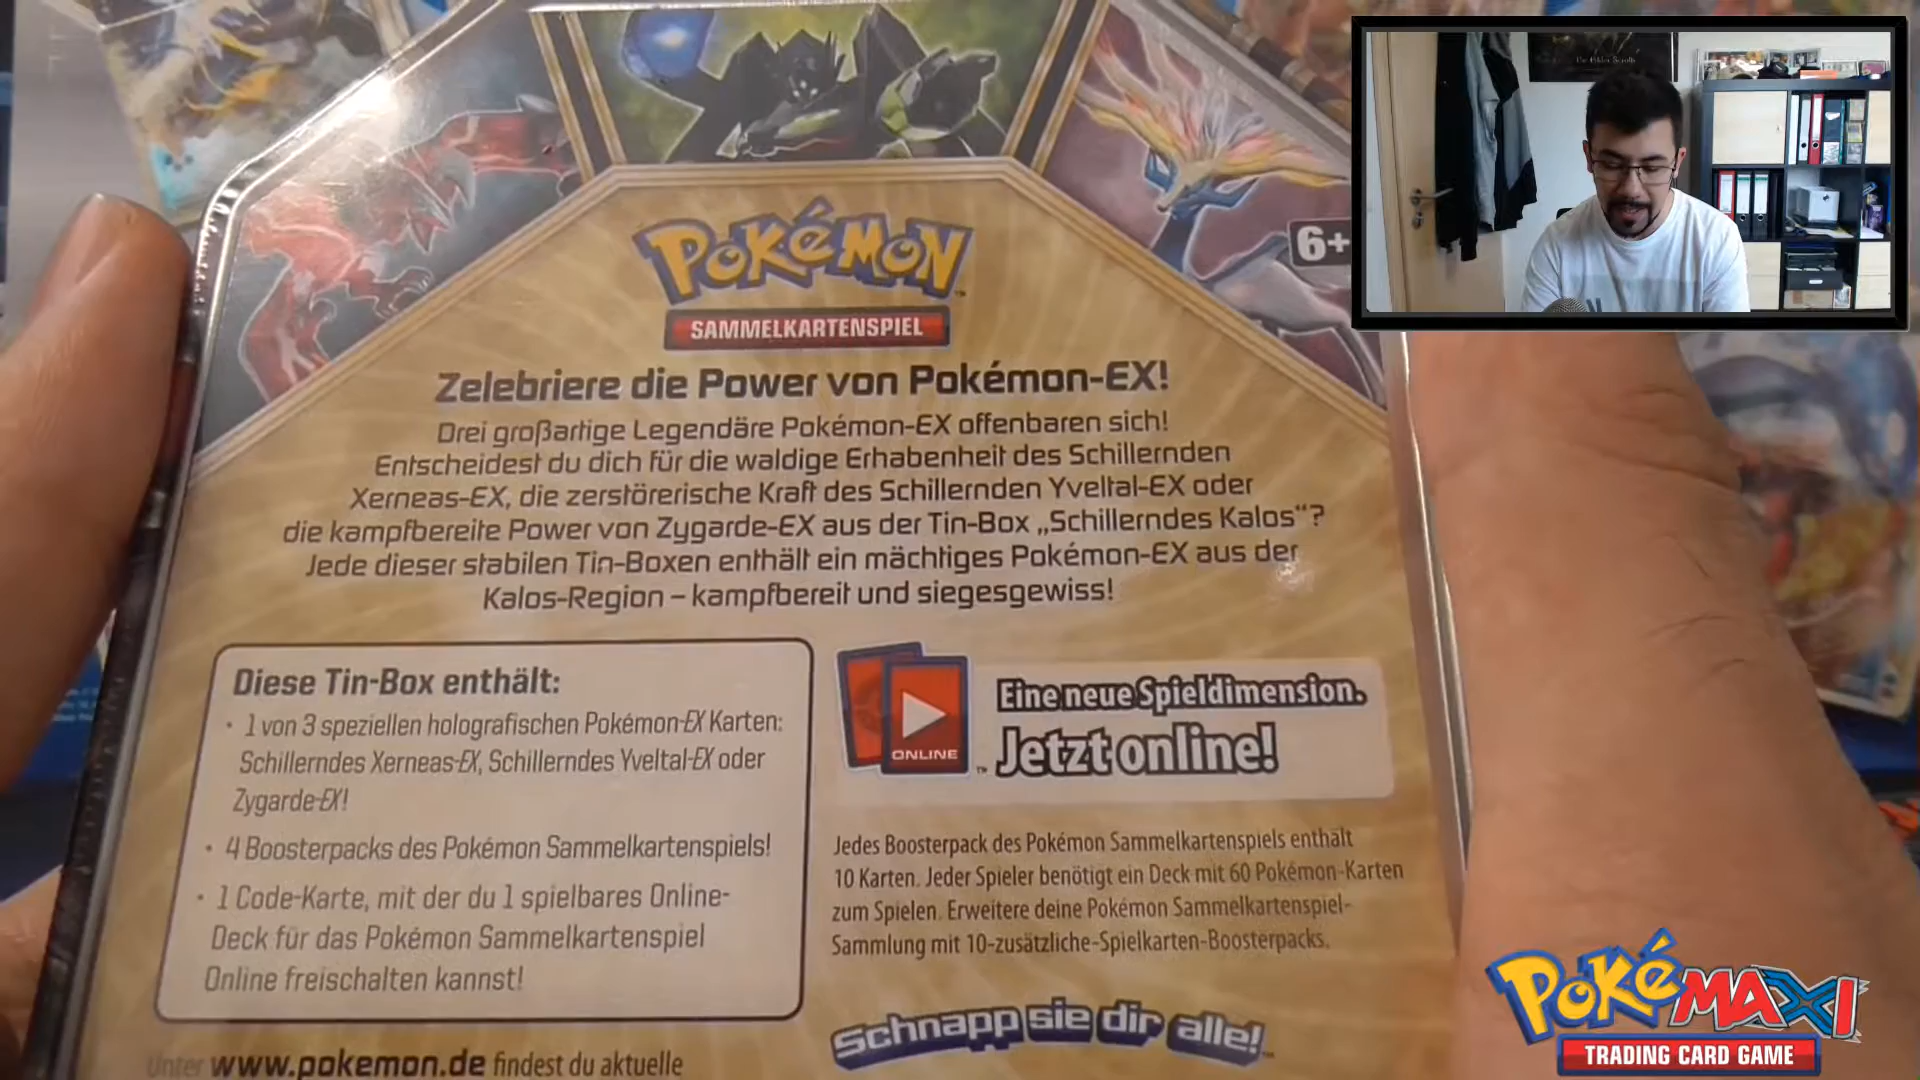 The Elder Scrolls
6+
POKéMON
SAMMELKARTENSPIEL
Zelebriere die Power von Pokémon-EX!
Drei großartige Legendäre Pokémon-EX offenbaren sich!
Entscheidest du dich für die waldige Erhabenheit des Schillernden
Xerneas-EX, die zerstörerische Kraft des Schillernden Yveltal-EX oder
die kampfbereite Power von Zygarde-EX aus der Tin-Box „Schillerndes Kalos“?
Jede dieser stabilen Tin-Boxen enthält ein mächtiges Pokémon-EX aus der
Kalos-Region – kampfbereit und siegesgewiss!
Diese Tin-Box enthält:
· 1 von 3 speziellen holografischen Pokémon-EX Karten:
Schillerndes Xerneas-EX, Schillerndes Yveltal-EX oder
Zygarde-EX!
· 4 Boosterpacks des Pokémon Sammelkartenspiels!
· 1 Code-Karte, mit der du 1 spielbares Online-
Deck für das Pokémon Sammelkartenspiel
Online freischalten kannst!
ONLINE™
Eine neue Spieldimension.
Jetzt online!
Jedes Boosterpack des Pokémon Sammelkartenspiels enthält
10 Karten. Jeder Spieler benötigt ein Deck mit 60 Pokémon-Karten
zum Spielen. Erweitere deine Pokémon Sammelkartenspiel-
Sammlung mit 10-zusätzliche-Spielkarten-Boosterpacks.
Schnapp sie dir alle!™
Unter www.pokemon.de findest du aktuelle
POKéMAXI
TRADING CARD GAME